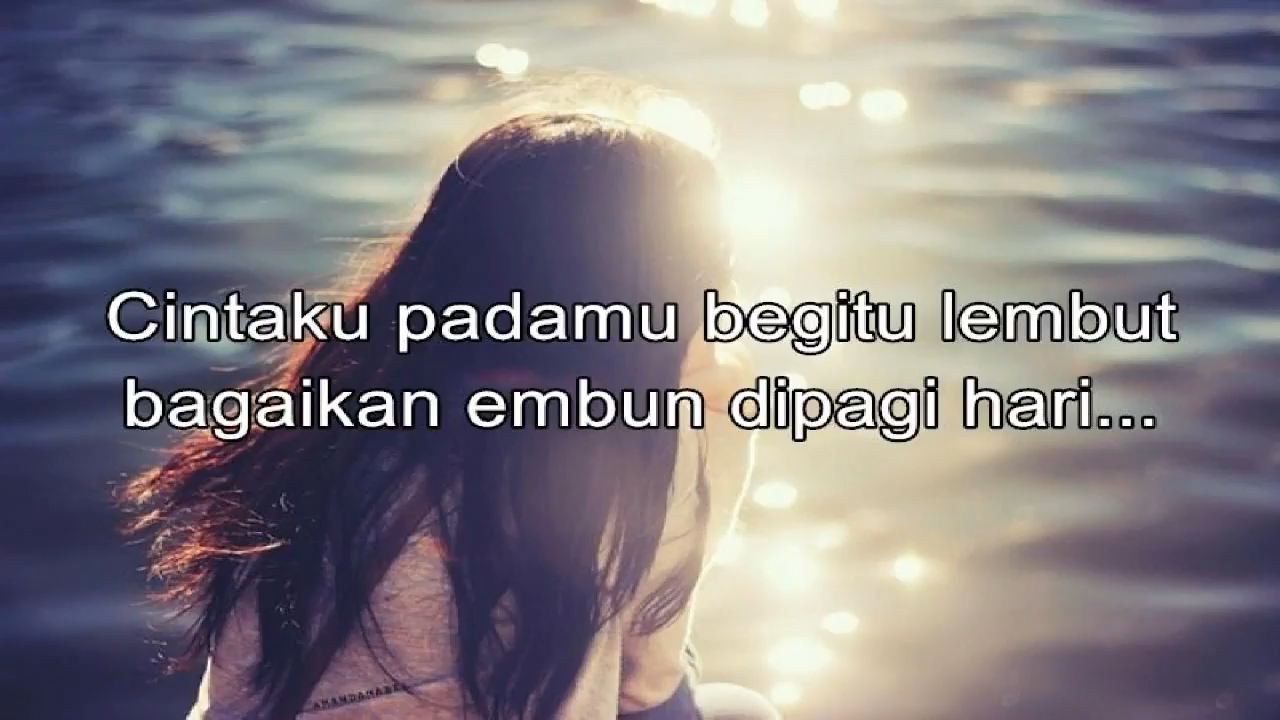 Cintaku padamu begitu lembut
bagaikan embun dipagi hari...